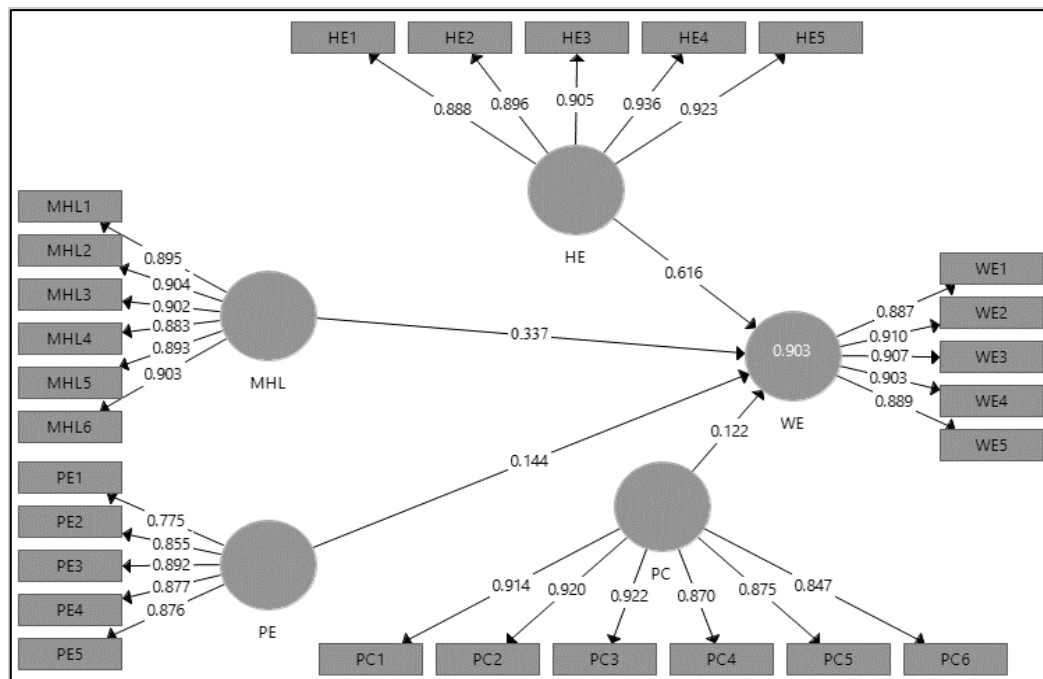 HE1 HE2 HE3 HE4 HE5
0.888 0.896 0.905 0.936 0.923
HE
MHL1
MHL2
MHL3
MHL4
MHL5
MHL6
0.895
0.904
0.902
0.883
0.893
0.903
MHL
0.616
0.337
0.903
WE
WE1
WE2
WE3
WE4
WE5
0.887
0.910
0.907
0.903
0.889
PE1
PE2
PE3
PE4
PE5
0.775
0.855
0.892
0.877
0.876
PE
0.144
0.122
PC
0.914 0.920 0.922 0.870 0.875 0.847
PC1 PC2 PC3 PC4 PC5 PC6